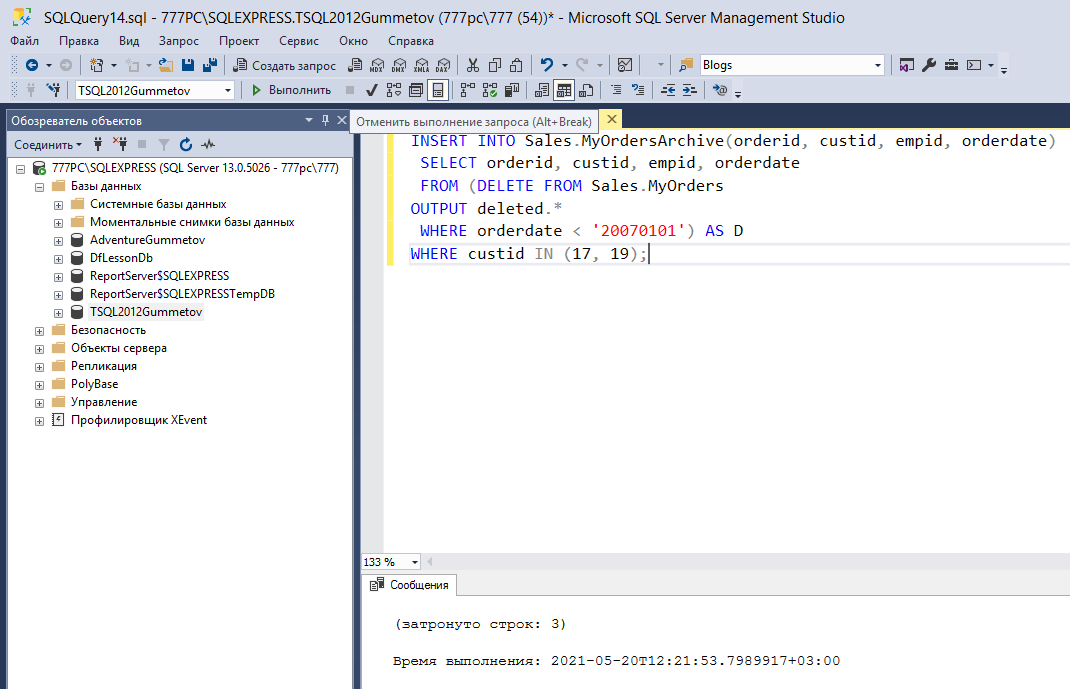 SQLQuery14.sql - 777PC\SQLEXPRESS.TSQL2012Gummetov (777pc\777 (54))* - Microsoft SQL Server Management Studio
Файл Правка Вид Запрос Проект Сервис Окно Справка
Создать запрос MDX DMX XMLA DAX Blogs
TSQL2012Gummetov Выполнить
Обозреватель объектов
Отменить выполнение запроса (Alt+Break)
Соединить
777PC\SQLEXPRESS (SQL Server 13.0.5026 - 777pc\777)
Базы данных
Системные базы данных
Моментальные снимки базы данных
AdventureGummetov
DfLessonDb
ReportServer$SQLEXPRESS
ReportServer$SQLEXPRESSTempDB
TSQL2012Gummetov
Безопасность
Объекты сервера
Репликация
PolyBase
Управление
Профилировщик XEvent
INSERT INTO Sales.MyOrdersArchive(orderid, custid, empid, orderdate)
SELECT orderid, custid, empid, orderdate
FROM (DELETE FROM Sales.MyOrders
OUTPUT deleted.*
WHERE orderdate < '20070101') AS D
WHERE custid IN (17, 19);
133 %
Сообщения
(затронуто строк: 3)
Время выполнения: 2021-05-20T12:21:53.7989917+03:00